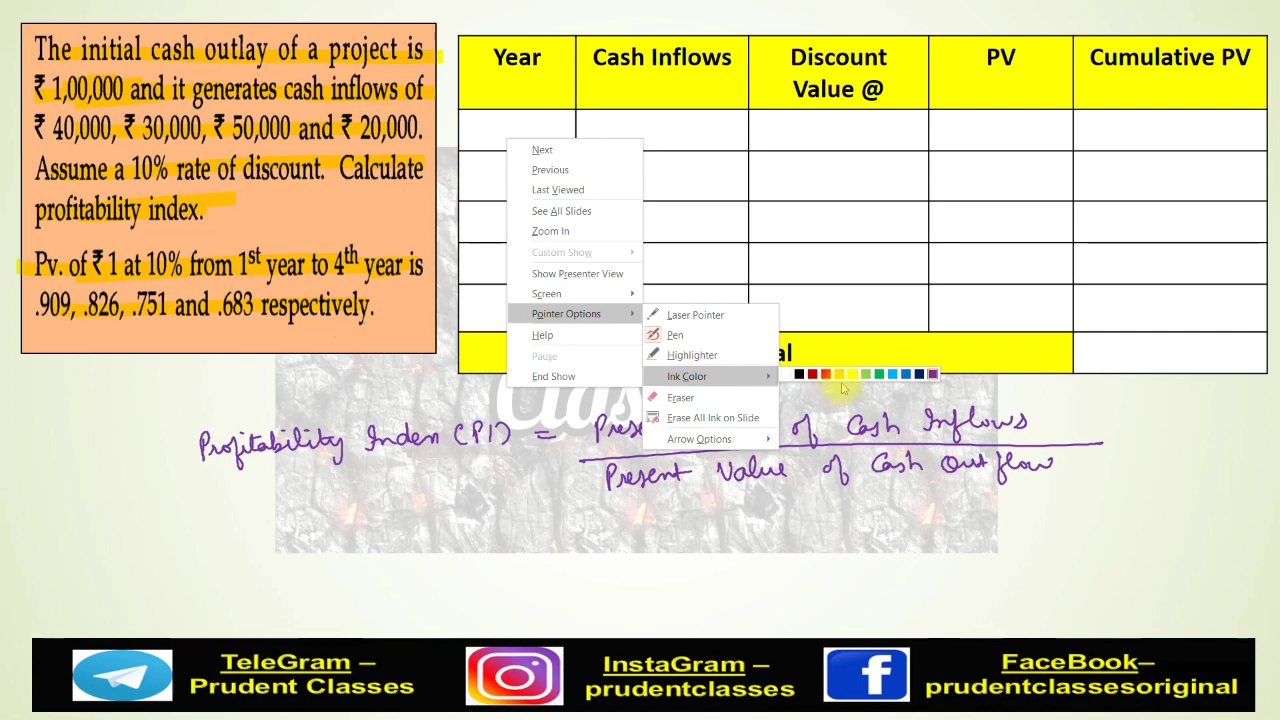 The initial cash outlay of a project is
₹ 1,00,000 and it generates cash inflows of
₹ 40,000, ₹ 30,000, ₹ 50,000 and ₹ 20,000.
Assume a 10% rate of discount. Calculate
profitability index.
Pv. of ₹ 1 at 10% from 1st year to 4th year is
.909, .826, .751 and .683 respectively.
Year Cash Inflows Discount Value @ PV Cumulative PV
Next
Previous
Last Viewed
See All Slides
Zoom In
Custom Show
Show Presenter View
Screen
Pointer Options
Help
Pause
End Show
Laser Pointer
Pen
Highlighter
Ink Color
Eraser
Erase All Ink on Slide
Arrow Options
al
Profitability Index (PI) = Prese of Cash Inflows
Present Value of Cash Outflow
Clas
TeleGram –
Prudent Classes
InstaGram –
prudentclasses
FaceBook–
prudentclassesoriginal